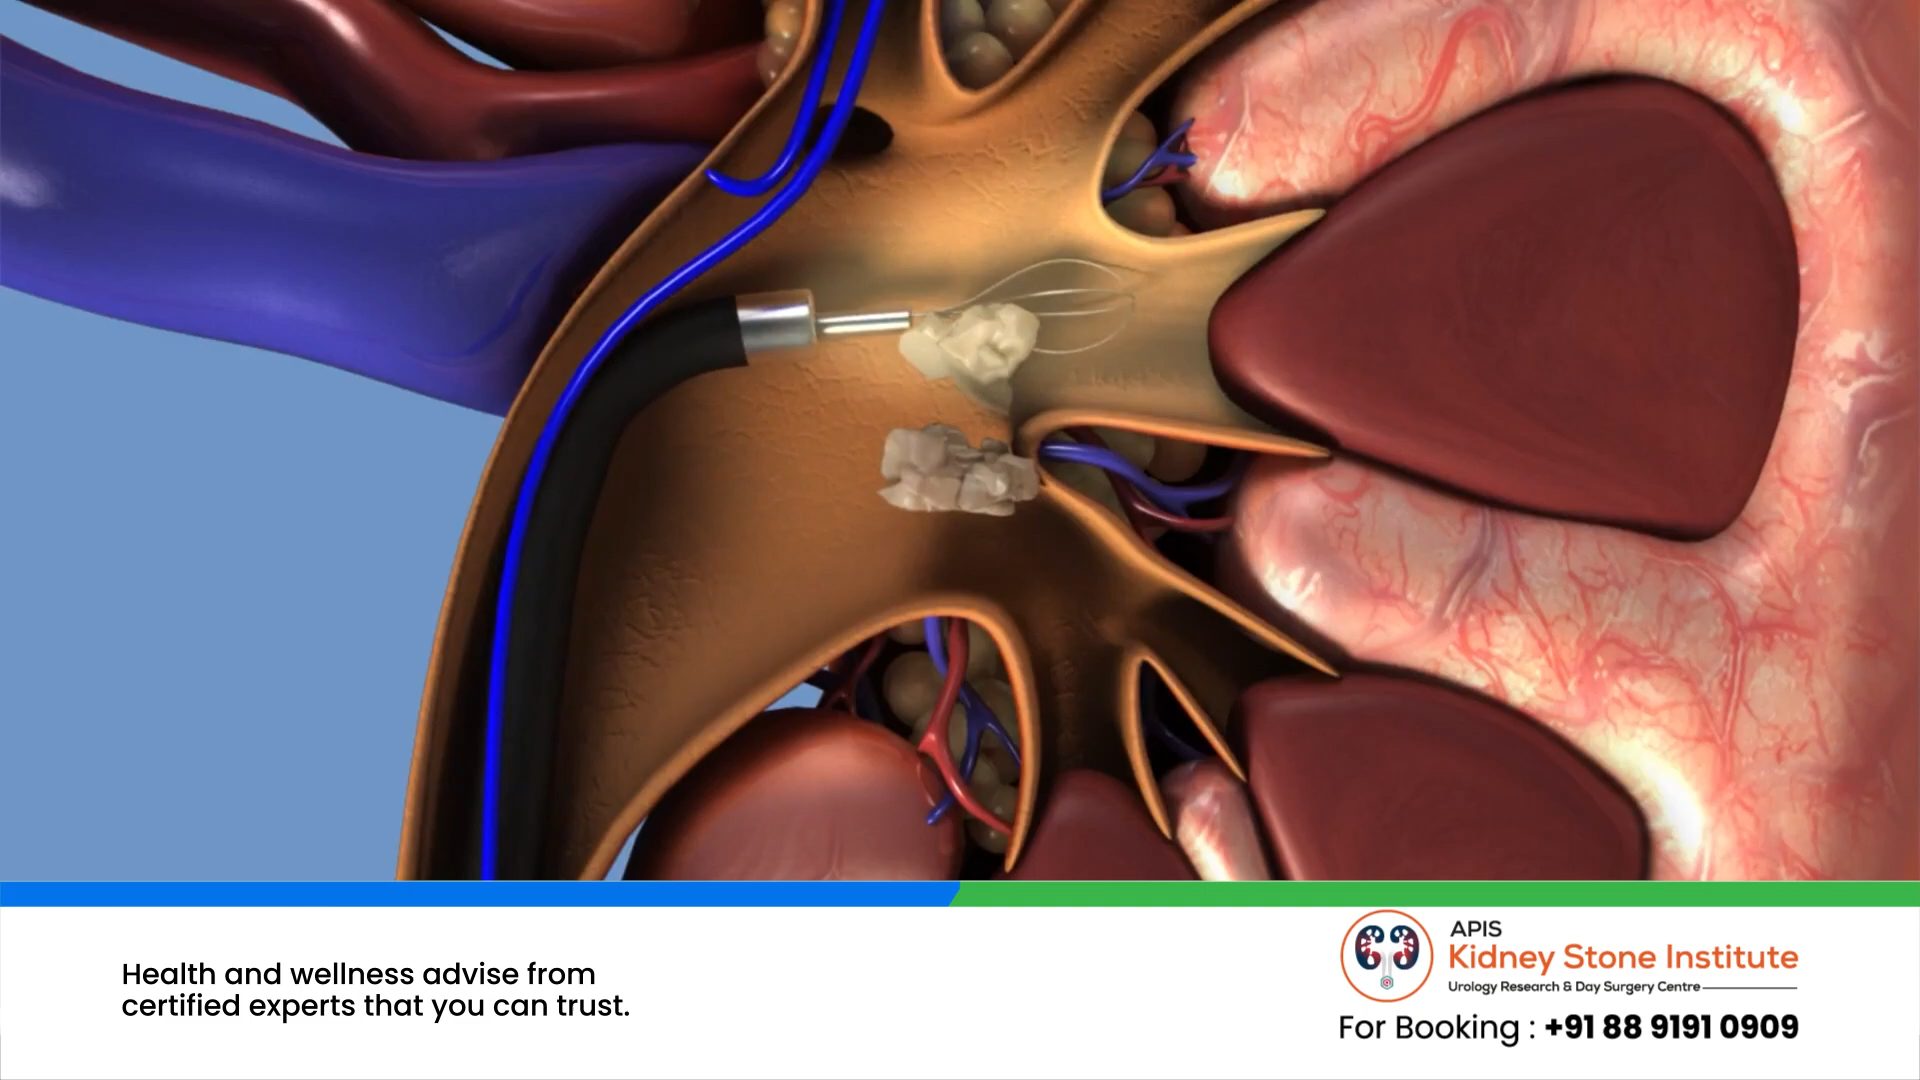 Health and wellness advise from
certified experts that you can trust.
APIS
Kidney Stone Institute
Urology Research & Day Surgery Centre
For Booking : +91 88 9191 0909